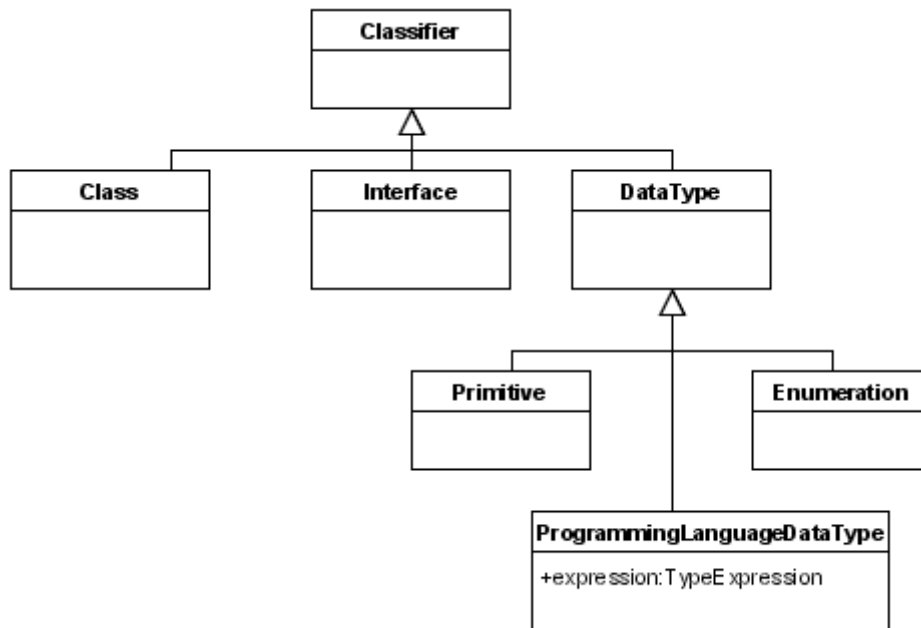 Classifier
Class
Interface
DataType
Primitive
Enumeration
ProgrammingLanguageDataType
+expression:TypeExpression